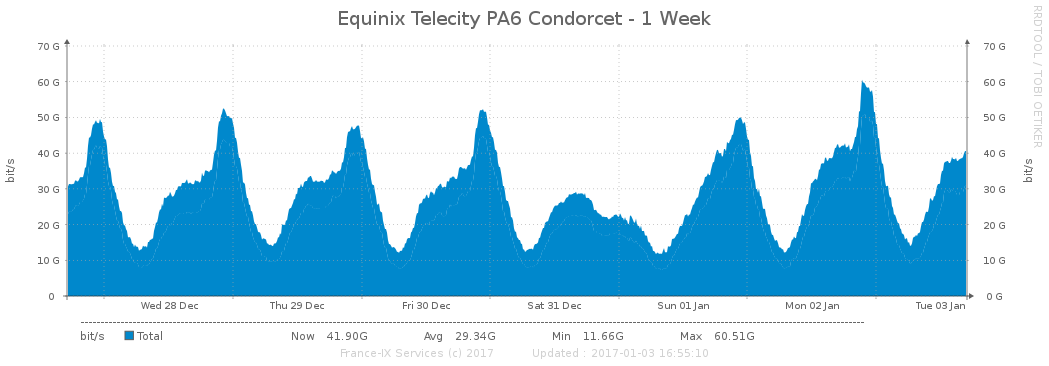 Equinix Telecity PA6 Condorcet - 1 Week
RRDTOOL / TOBI OETIKER
70 G 70 G
60 G 60 G
50 G 50 G
40 G 40 G
30 G 30 G
20 G 20 G
10 G 10 G
0 0 G
bit/s
bit/s
Wed 28 Dec Thu 29 Dec Fri 30 Dec Sat 31 Dec Sun 01 Jan Mon 02 Jan Tue 03 Jan
bit/s Total Now 41.90G Avg 29.34G Min 11.66G Max 60.51G
France-IX Services (c) 2017 Updated : 2017-01-03 16:55:10